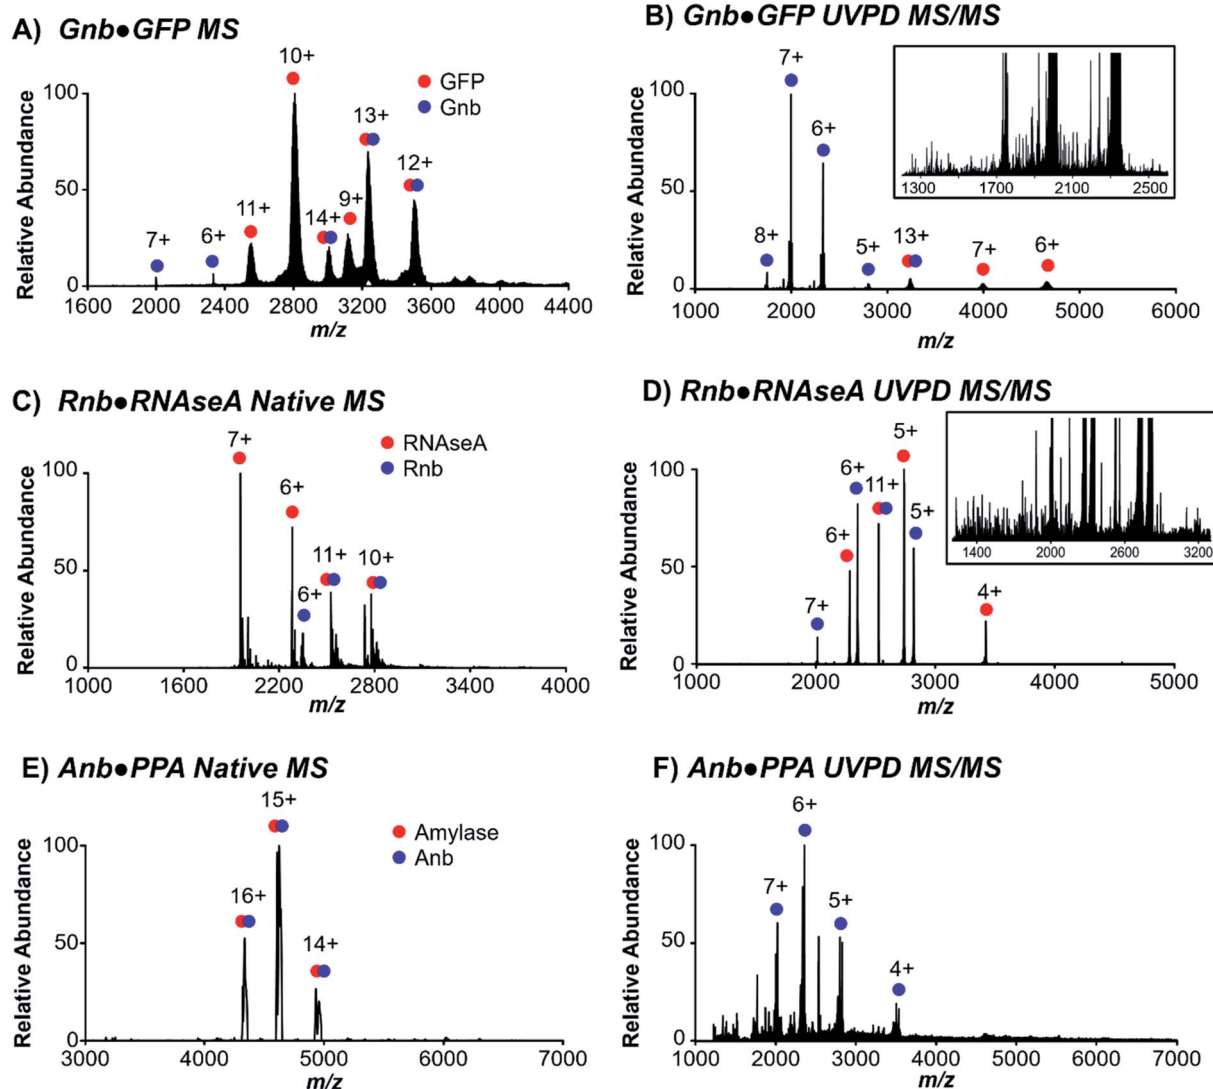 A) Gnb●GFP MS
10+
100
GFP
Gnb
13+
12+
50
11+
9+
14+
7+
6+
0
1600 2000 2400 2800 3200 3600 4000 4400
m/z
Relative Abundance
B) Gnb●GFP UVPD MS/MS
7+
100
6+
50
1300 1700 2100 2500
8+
5+
13+
7+
6+
0
1000 2000 3000 4000 5000 6000
m/z
Relative Abundance
C) Rnb●RNAseA Native MS
7+
RNAseA
Rnb
100
6+
50
11+
10+
6+
0
1000 1600 2200 2800 3400 4000
m/z
Relative Abundance
D) Rnb●RNAseA UVPD MS/MS
5+
100
6+
11+
5+
6+
1400 2000 2600 3200
50
4+
7+
0
1000 2000 3000 4000 5000
m/z
Relative Abundance
E) Anb●PPA Native MS
15+
Amylase
Anb
100
16+
50
14+
0
3000 4000 5000 6000 7000
m/z
Relative Abundance
F) Anb●PPA UVPD MS/MS
6+
100
7+
5+
50
4+
0
1000 2000 3000 4000 5000 6000 7000
m/z
Relative Abundance